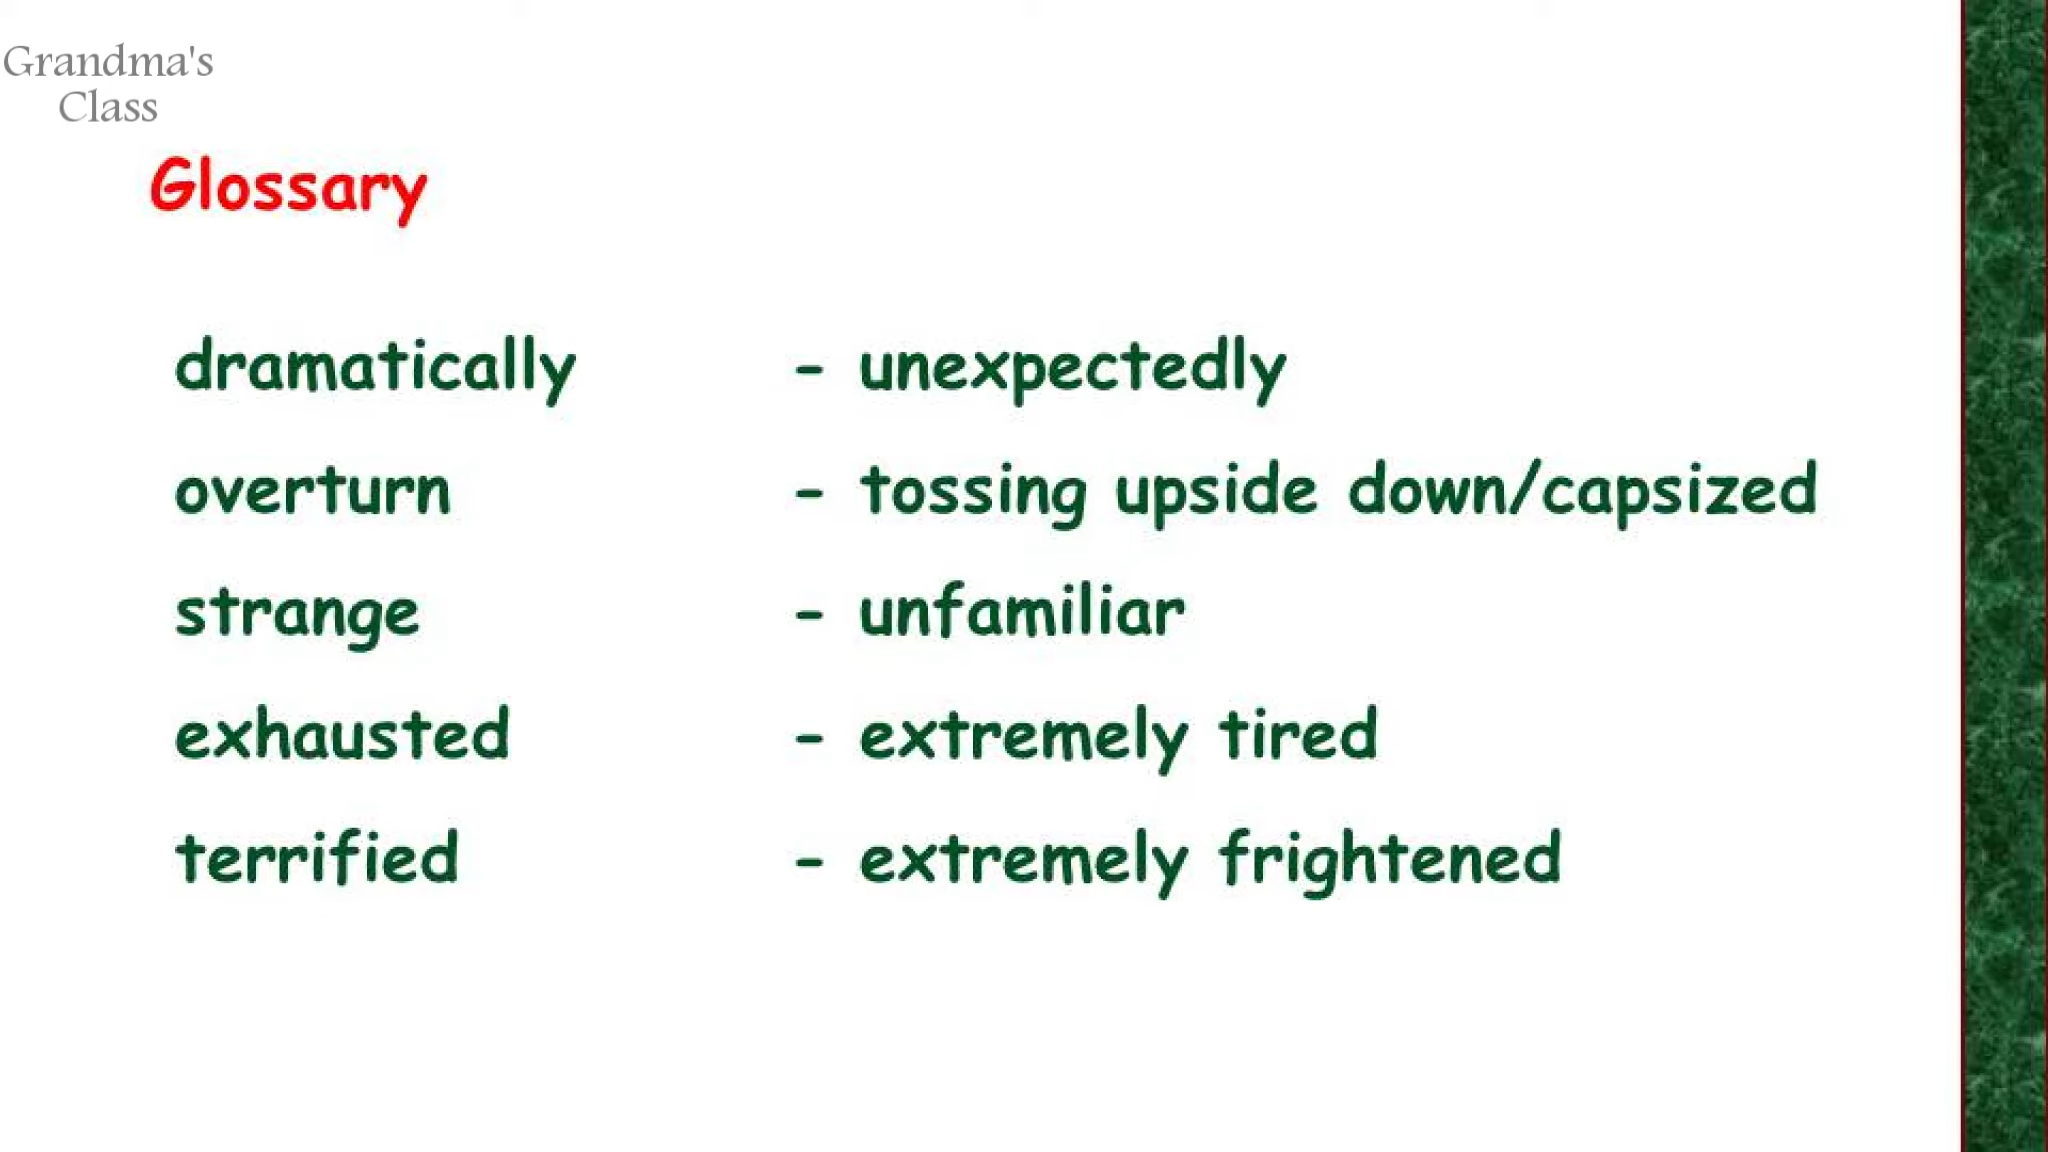 Grandma's
Class
Glossary
dramatically - unexpectedly
overturn - tossing upside down/capsized
strange - unfamiliar
exhausted - extremely tired
terrified - extremely frightened